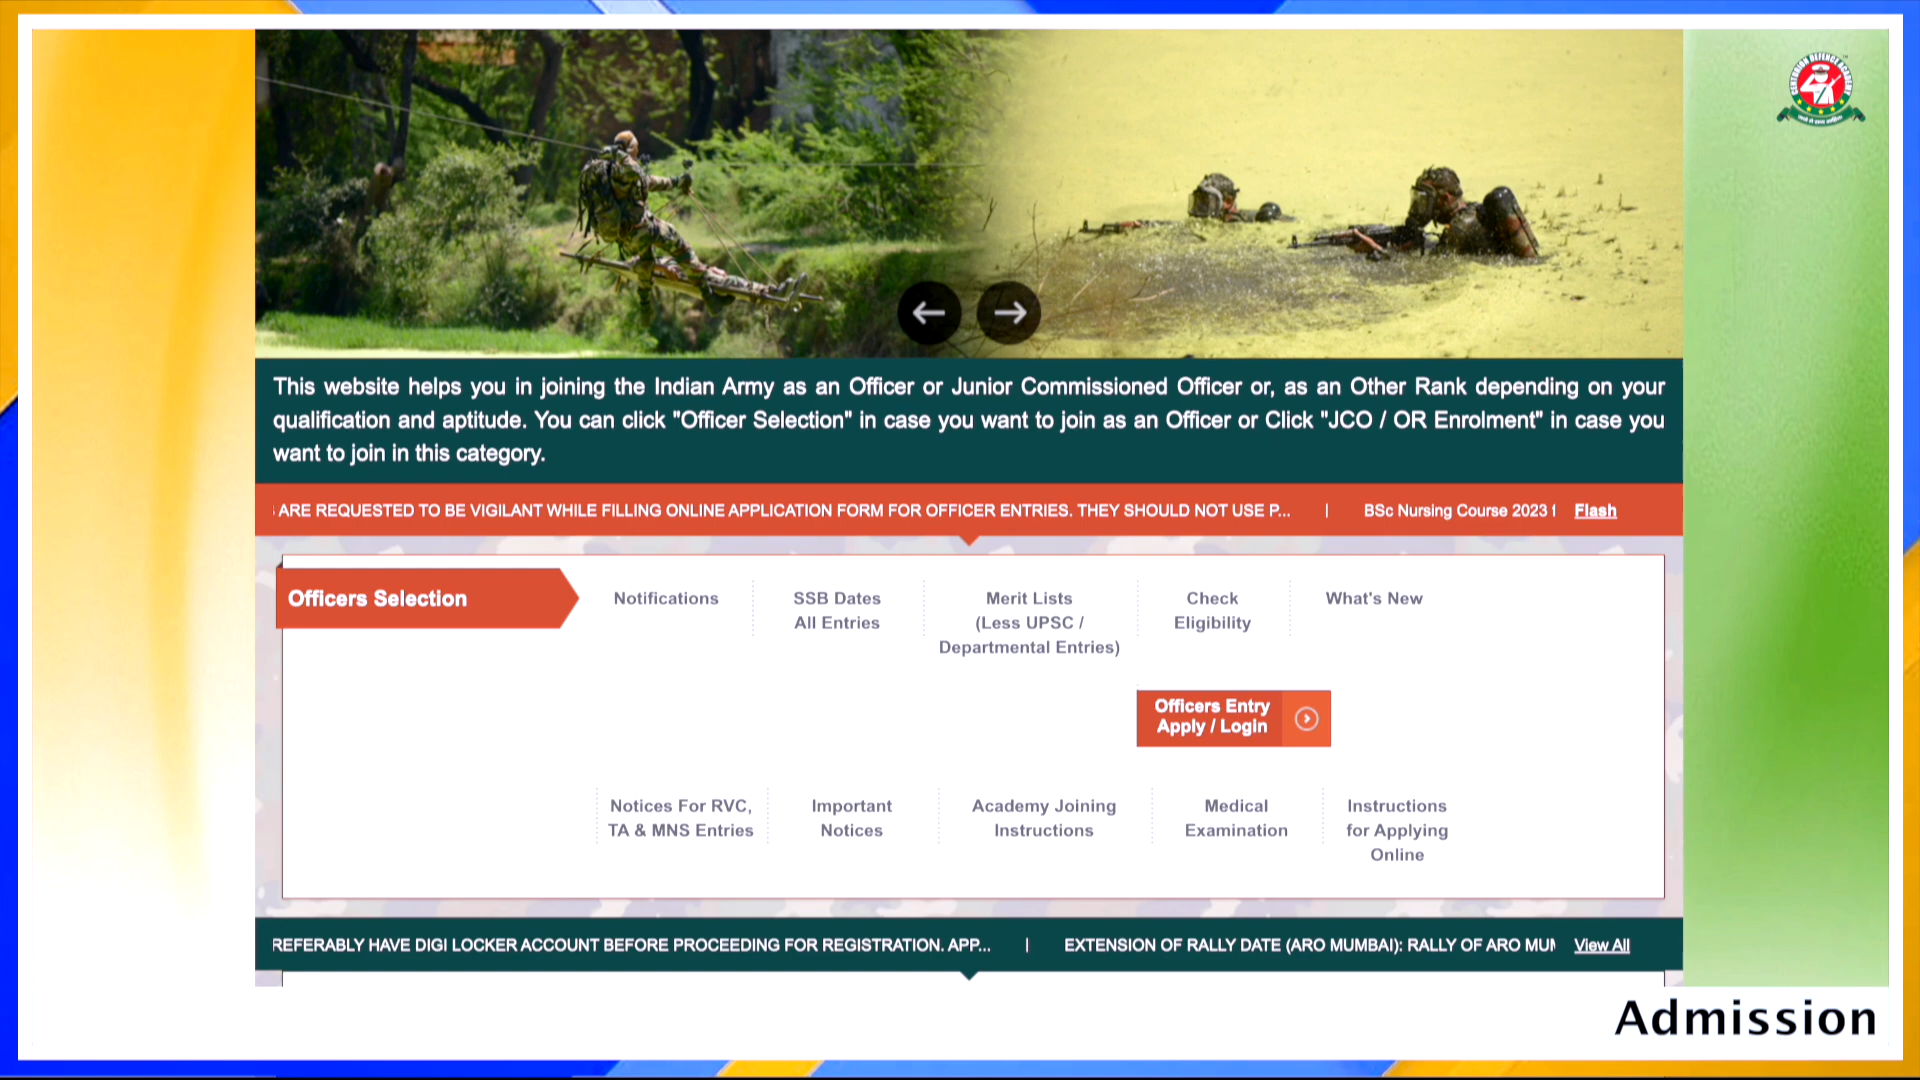 CENTURION DEFENCE ACADEMY
This website helps you in joining the Indian Army as an Officer or Junior Commissioned Officer or, as an Other Rank depending on your
qualification and aptitude. You can click "Officer Selection" in case you want to join as an Officer or Click "JCO / OR Enrolment" in case you
want to join in this category.
ARE REQUESTED TO BE VIGILANT WHILE FILLING ONLINE APPLICATION FORM FOR OFFICER ENTRIES. THEY SHOULD NOT USE P... | BSc Nursing Course 2023 Flash
Officers Selection
Notifications
SSB Dates
All Entries
Merit Lists
(Less UPSC /
Departmental Entries)
Check
Eligibility
What's New
Officers Entry
Apply / Login
Notices For RVC,
TA & MNS Entries
Important
Notices
Academy Joining
Instructions
Medical
Examination
Instructions
for Applying
Online
REFERABLY HAVE DIGI LOCKER ACCOUNT BEFORE PROCEEDING FOR REGISTRATION. APP... | EXTENSION OF RALLY DATE (ARO MUMBAI): RALLY OF ARO MUM View All
Admission